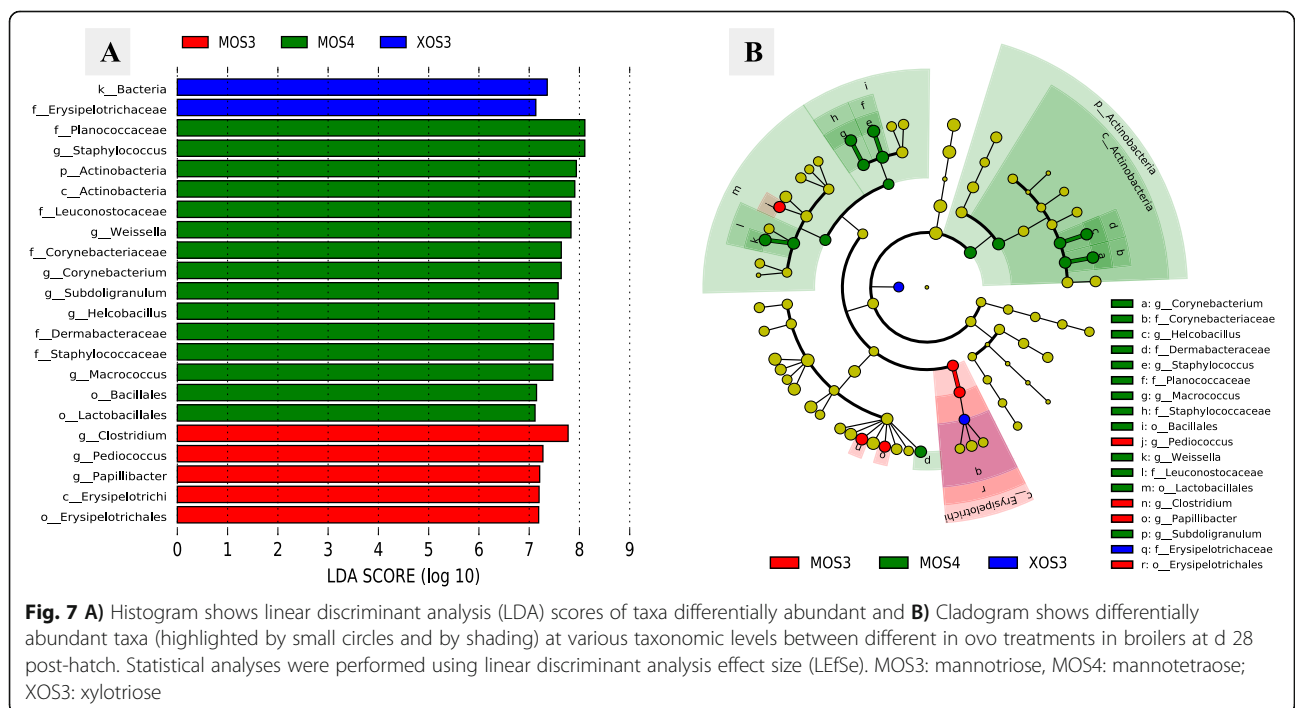 A
MOS3 MOS4 XOS3
k__Bacteria
f__Erysipelotrichaceae
f__Planococcaceae
g__Staphylococcus
p__Actinobacteria
c__Actinobacteria
f__Leuconostocaceae
g__Weissella
f__Corynebacteriaceae
g__Corynebacterium
g__Subdoligranulum
g__Helcobacillus
f__Dermabacteraceae
f__Staphylococcaceae
g__Macrococcus
o__Bacillales
o__Lactobacillales
g__Clostridium
g__Pediococcus
g__Papillibacter
c__Erysipelotrichi
o__Erysipelotrichales
0 1 2 3 4 5 6 7 8 9
LDA SCORE (log 10)
B
p__Actinobacteria
c__Actinobacteria
i
f
h
e
g
m
j
l
k
d
c
b
a
n
o
p
q
r
c__Erysipelotrichi
a: g__Corynebacterium
b: f__Corynebacteriaceae
c: g__Helcobacillus
d: f__Dermabacteraceae
e: g__Staphylococcus
f: f__Planococcaceae
g: g__Macrococcus
h: f__Staphylococcaceae
i: o__Bacillales
j: g__Pediococcus
k: g__Weissella
l: f__Leuconostocaceae
m: o__Lactobacillales
n: g__Clostridium
o: g__Papillibacter
p: g__Subdoligranulum
q: f__Erysipelotrichaceae
r: o__Erysipelotrichales
MOS3 MOS4 XOS3
Fig. 7 A) Histogram shows linear discriminant analysis (LDA) scores of taxa differentially abundant and B) Cladogram shows differentially
abundant taxa (highlighted by small circles and by shading) at various taxonomic levels between different in ovo treatments in broilers at d 28
post-hatch. Statistical analyses were performed using linear discriminant analysis effect size (LEfSe). MOS3: mannotriose, MOS4: mannotetraose;
XOS3: xylotriose